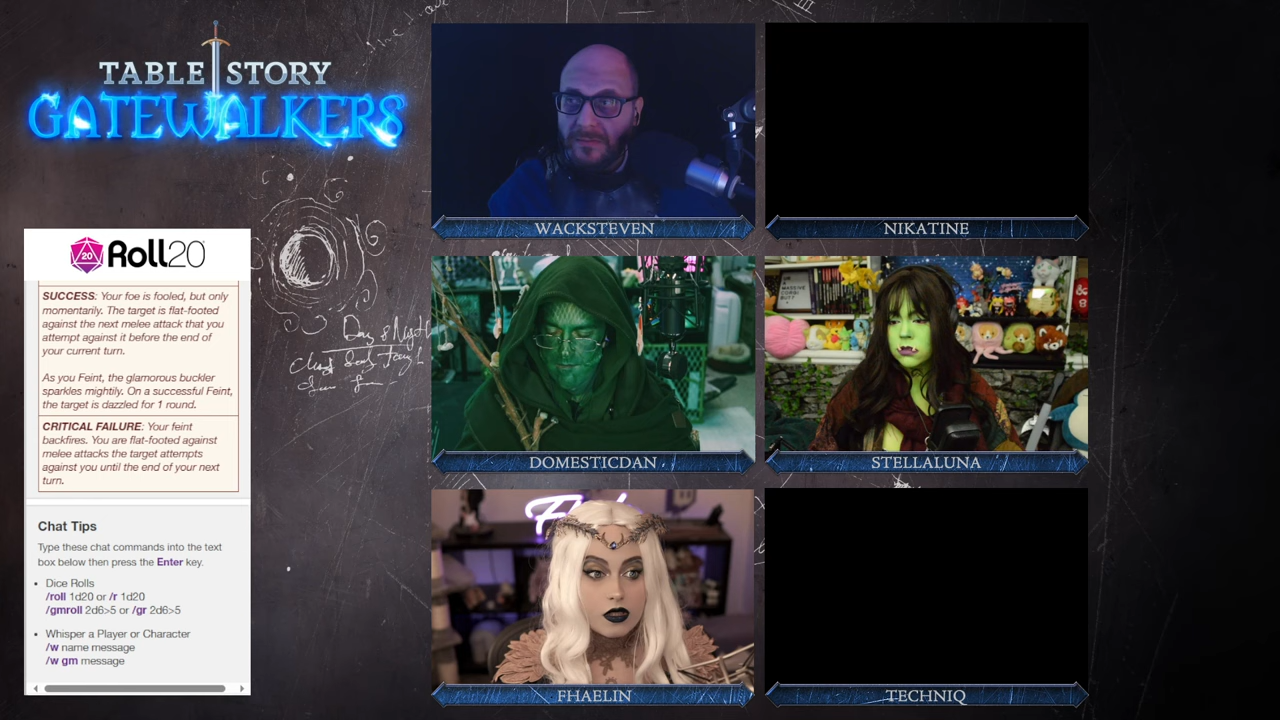 TABLE STORY
GATEWALKERS
Roll20
SUCCESS: Your foe is fooled, but only
momentarily. The target is flat-footed
against the next melee attack that you
attempt against it before the end of
your current turn.
As you Feint, the glamorous buckler
sparkles mightily. On a successful Feint,
the target is dazzled for 1 round.
CRITICAL FAILURE: Your feint
backfires. You are flat-footed against
melee attacks the target attempts
against you until the end of your next
turn.
Chat Tips
Type these chat commands into the text
box below then press the Enter key.
• Dice Rolls
/roll 1d20 or /r 1d20
/gmroll 2d6>5 or /gr 2d6>5
• Whisper a Player or Character
/w name message
/w gm message
WACKSTEVEN
NIKATINE
DOMESTICDAN
STELLALUNA
FHAELIN
TECHNIQ